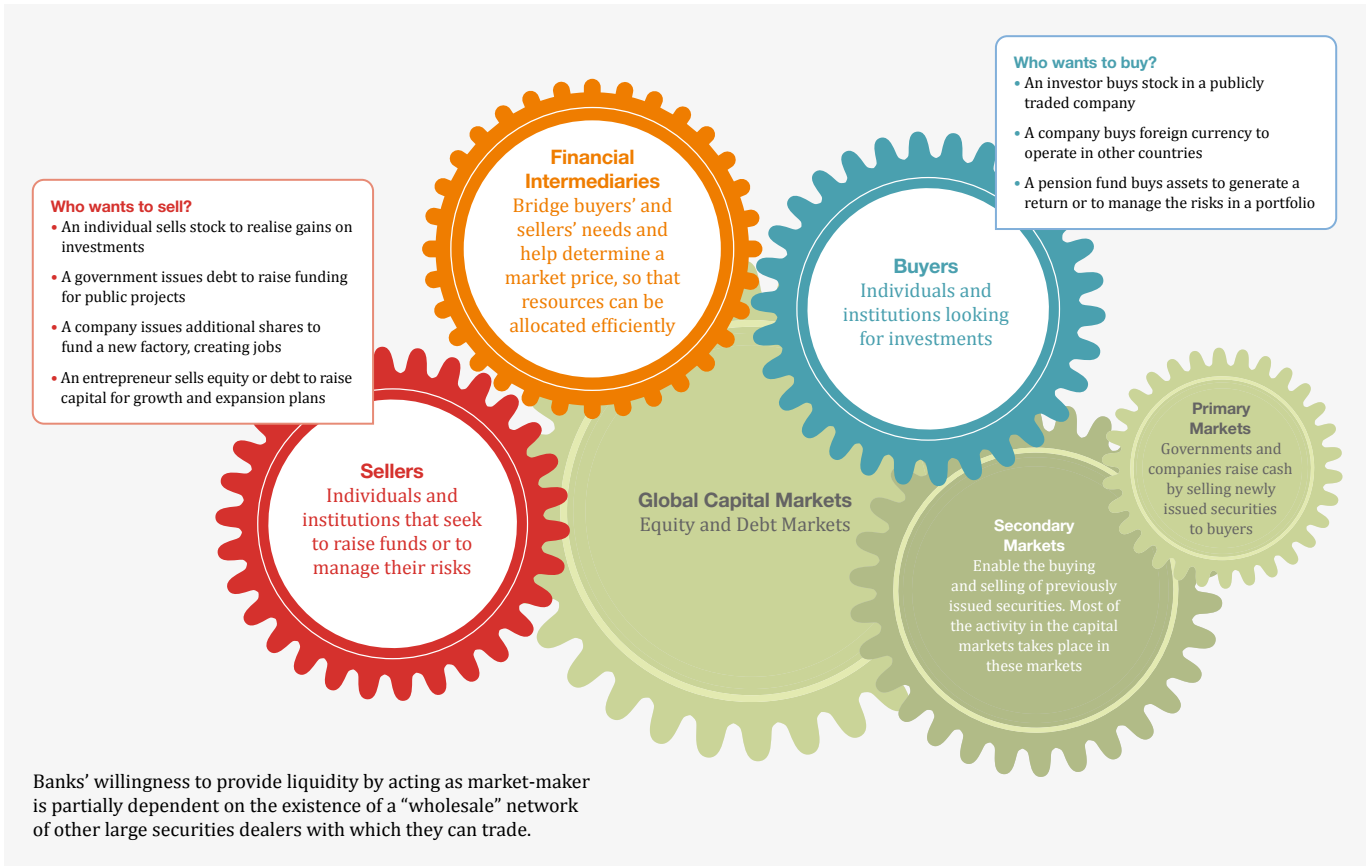 Who wants to sell?
• An individual sells stock to realise gains on
investments
• A government issues debt to raise funding
for public projects
• A company issues additional shares to
fund a new factory, creating jobs
• An entrepreneur sells equity or debt to raise
capital for growth and expansion plans
Financial
Intermediaries
Bridge buyers’ and
sellers’ needs and
help determine a
market price, so that
resources can be
allocated efficiently
Who wants to buy?
• An investor buys stock in a publicly
traded company
• A company buys foreign currency to
operate in other countries
• A pension fund buys assets to generate a
return or to manage the risks in a portfolio
Buyers
Individuals and
institutions looking
for investments
Sellers
Individuals and
institutions that seek
to raise funds or to
manage their risks
Global Capital Markets
Equity and Debt Markets
Secondary
Markets
Enable the buying
and selling of previously
issued securities. Most of
the activity in the capital
markets takes place in
these markets
Primary
Markets
Governments and
companies raise cash
by selling newly
issued securities
to buyers
Banks’ willingness to provide liquidity by acting as market-maker
is partially dependent on the existence of a “wholesale” network
of other large securities dealers with which they can trade.